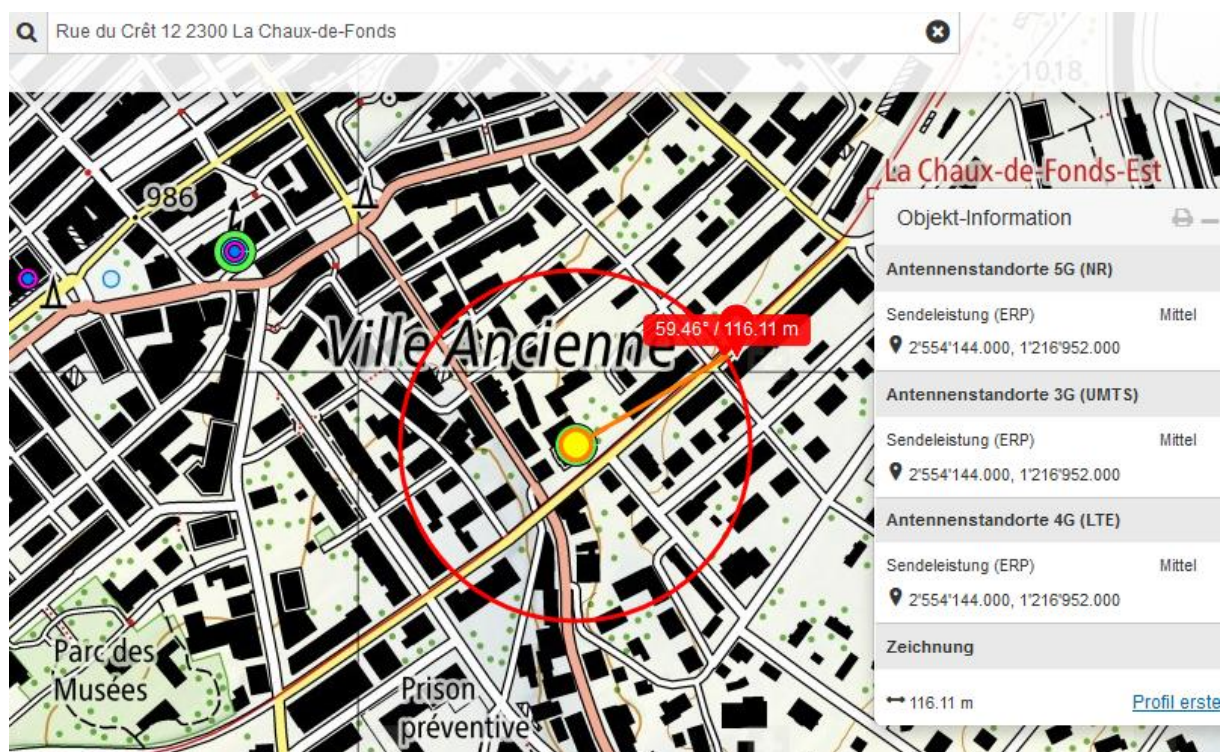 Rue du Crêt 12 2300 La Chaux-de-Fonds
1018
986
La Chaux-de-Fonds-Est
Ville Ancienne
59.46° / 116.11 m
Parc des
Musées
Prison
préventive
Objekt-Information
Antennenstandorte 5G (NR)
Sendeleistung (ERP) Mittel
2'554'144.000, 1'216'952.000
Antennenstandorte 3G (UMTS)
Sendeleistung (ERP) Mittel
2'554'144.000, 1'216'952.000
Antennenstandorte 4G (LTE)
Sendeleistung (ERP) Mittel
2'554'144.000, 1'216'952.000
Zeichnung
116.11 m Profil erste